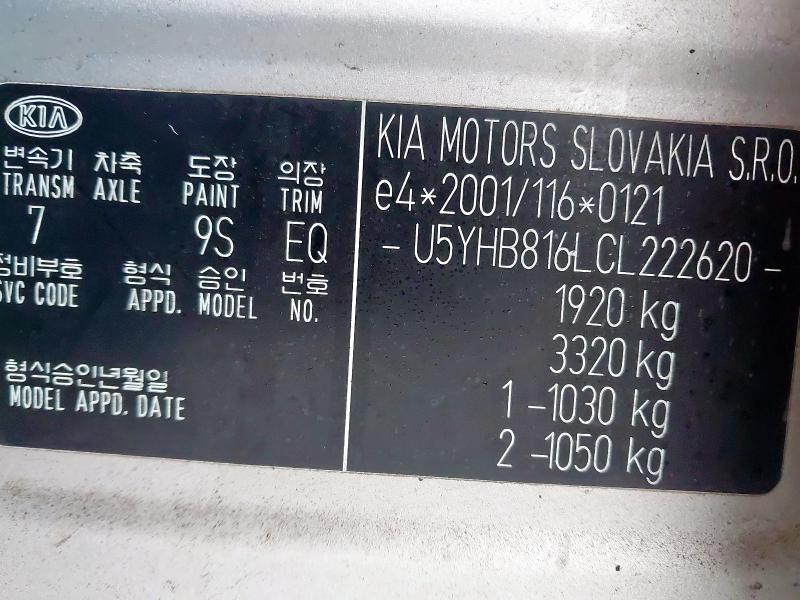 KIA
변속기 차축 도장 의장
TRANSM AXLE PAINT TRIM
7 9S EQ
정비부호 형식 승인 번호
SVC CODE APPD. MODEL NO.
형식승인년월일
MODEL APPD. DATE
KIA MOTORS SLOVAKIA S.R.O.
e4*2001/116*0121
- U5YHB816LCL222620 -
1920 kg
3320 kg
1 -1030 kg
2 -1050 kg